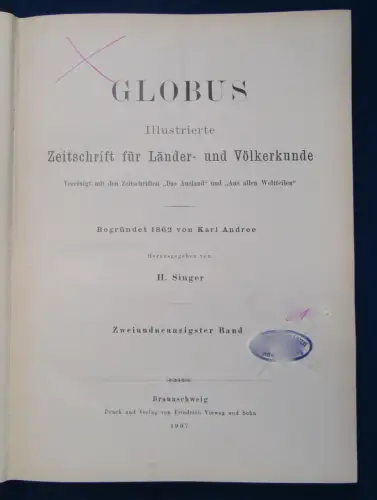 GLOBUS
Illustrierte
Zeitschrift für Länder- und Völkerkunde
Vereinigt mit den Zeitschriften „Das Ausland“ und „Aus allen Weltteilen“
Begründet 1862 von Karl Andree
Herausgegeben von
H. Singer
Zweiundneunzigster Band
Braunschweig
Druck und Verlag von Friedrich Vieweg und Sohn
1907